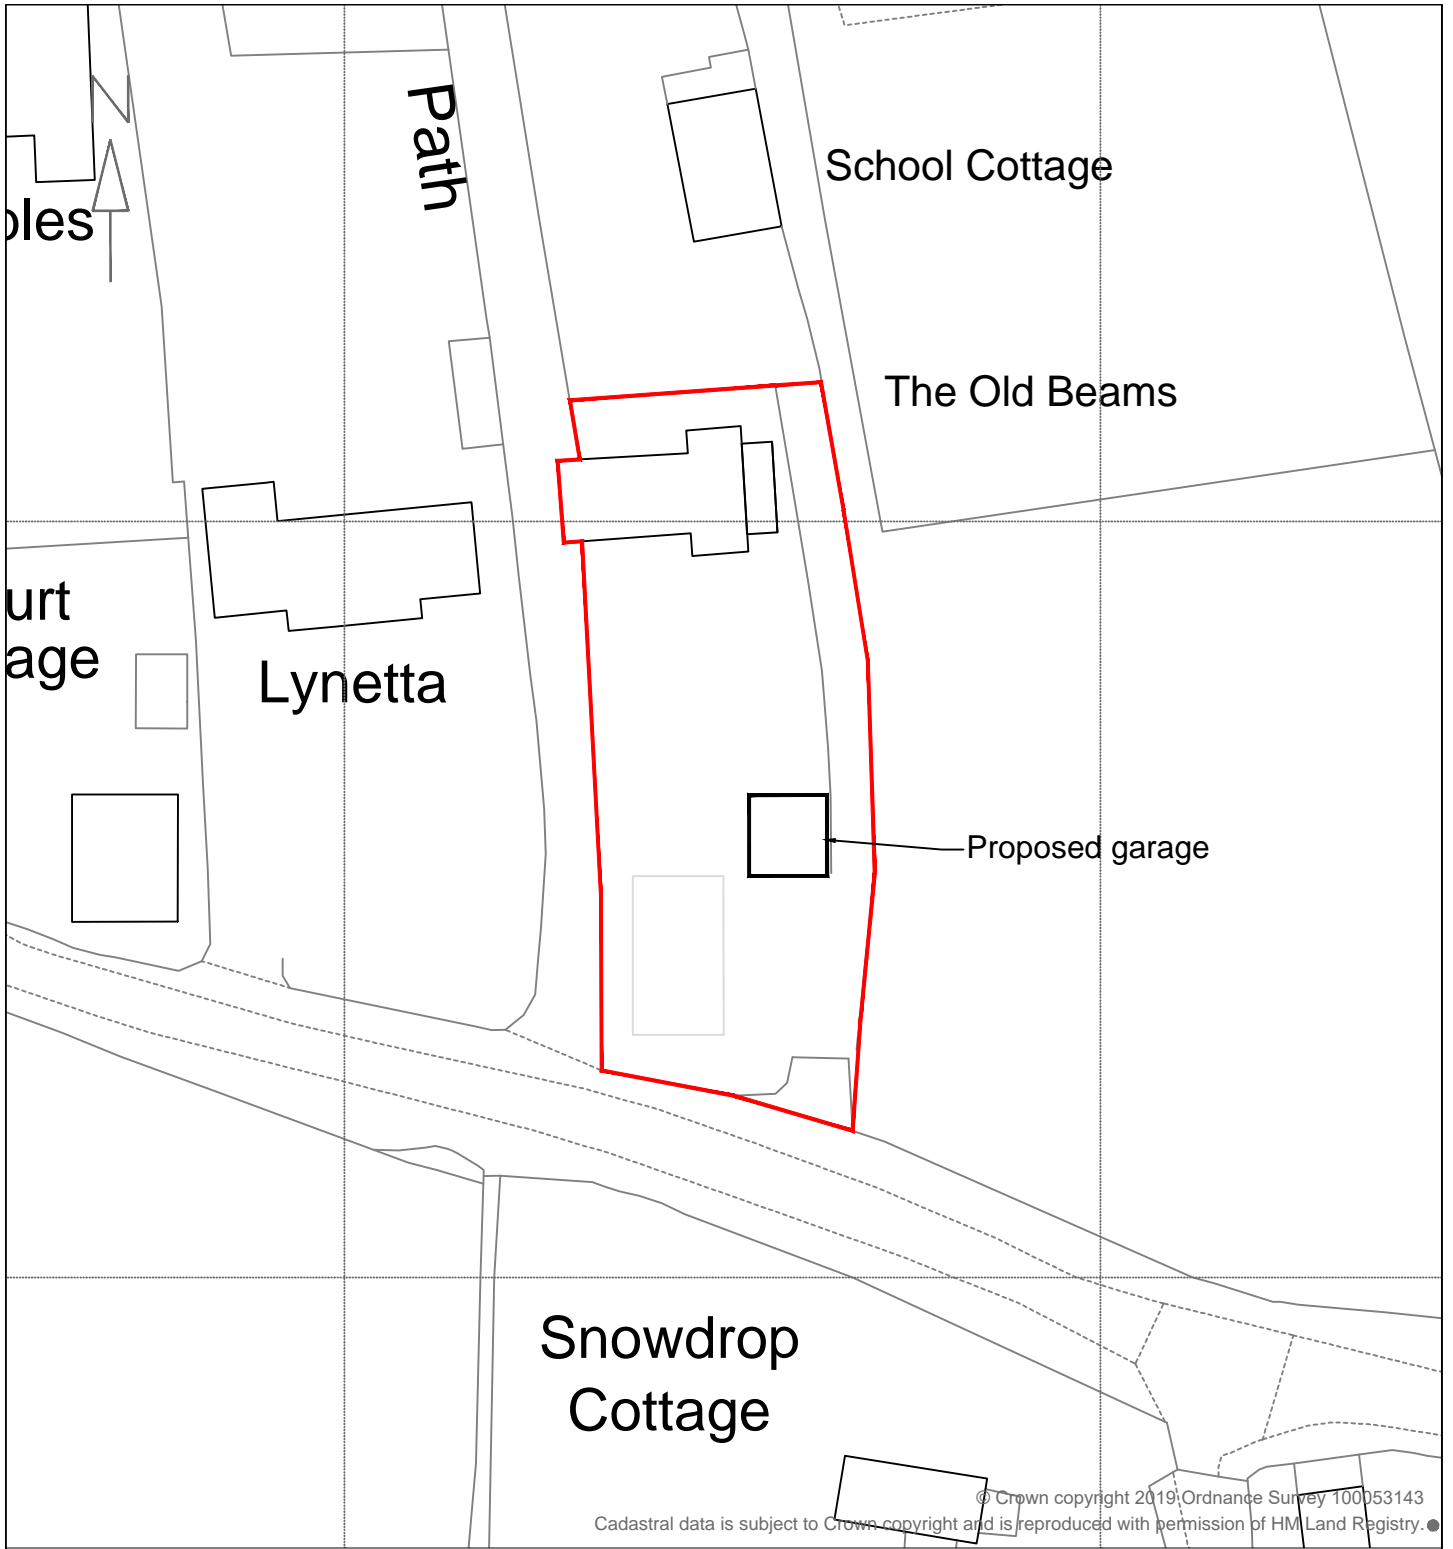 N
Path
School Cottage
ples
The Old Beams
urt
age
Lynetta
Proposed garage
Snowdrop
Cottage
© Crown copyright 2019 Ordnance Survey 100053143
Cadastral data is subject to Crown copyright and is reproduced with permission of HM Land Registry.